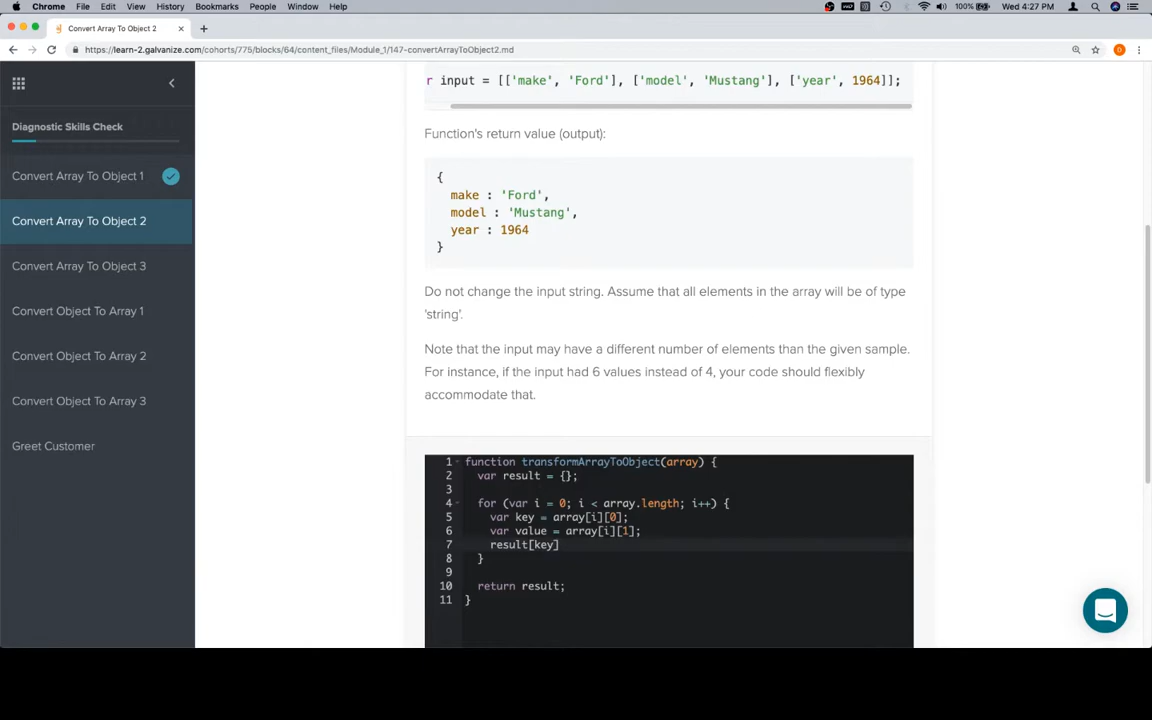 Chrome File Edit View History Bookmarks People Window Help
100% Wed 4:27 PM
Convert Array To Object 2
https://learn-2.galvanize.com/cohorts/775/blocks/64/content_files/Module_1/147-convertArrayToObject2.md
Diagnostic Skills Check
Convert Array To Object 1
Convert Array To Object 2
Convert Array To Object 3
Convert Object To Array 1
Convert Object To Array 2
Convert Object To Array 3
Greet Customer
r input = [['make', 'Ford'], ['model', 'Mustang'], ['year', 1964]];
Function's return value (output):
{
make : 'Ford',
model : 'Mustang',
year : 1964
}
Do not change the input string. Assume that all elements in the array will be of type
'string'.
Note that the input may have a different number of elements than the given sample.
For instance, if the input had 6 values instead of 4, your code should flexibly
accommodate that.
1 function transformArrayToObject(array) {
2 var result = {};
3
4 for (var i = 0; i < array.length; i++) {
5 var key = array[i][0];
6 var value = array[i][1];
7 result[key]
8 }
9
10 return result;
11 }